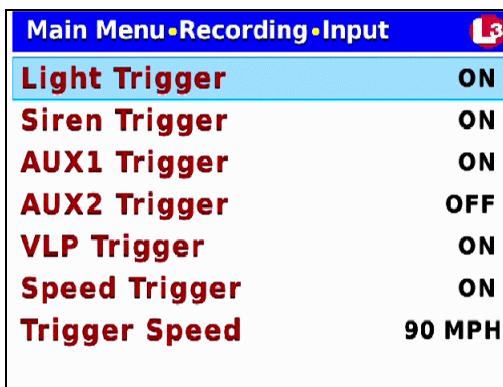 Main Menu•Recording•Input L3
Light Trigger ON
Siren Trigger ON
AUX1 Trigger ON
AUX2 Trigger OFF
VLP Trigger ON
Speed Trigger ON
Trigger Speed 90 MPH